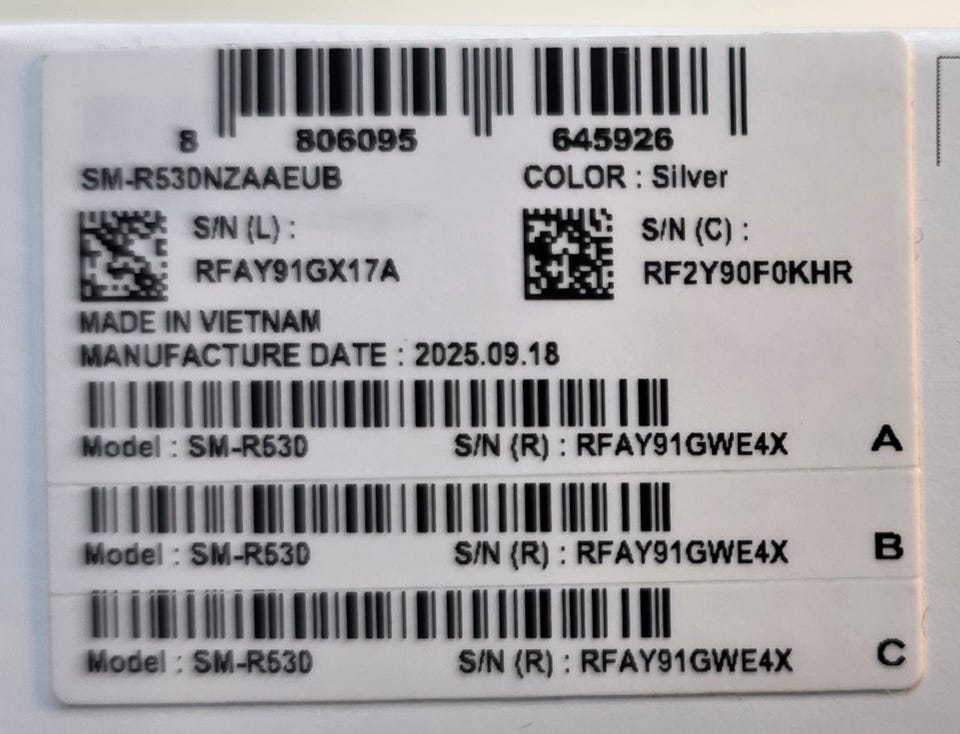 8 806095 645926
SM-R530NZAAEUB COLOR : Silver
S/N (L) : S/N (C) :
RFAY91GX17A RF2Y90F0KHR
MADE IN VIETNAM
MANUFACTURE DATE : 2025.09.18
Model : SM-R530 S/N (R) : RFAY91GWE4X A
Model : SM-R530 S/N (R) : RFAY91GWE4X B
Model : SM-R530 S/N (R) : RFAY91GWE4X C